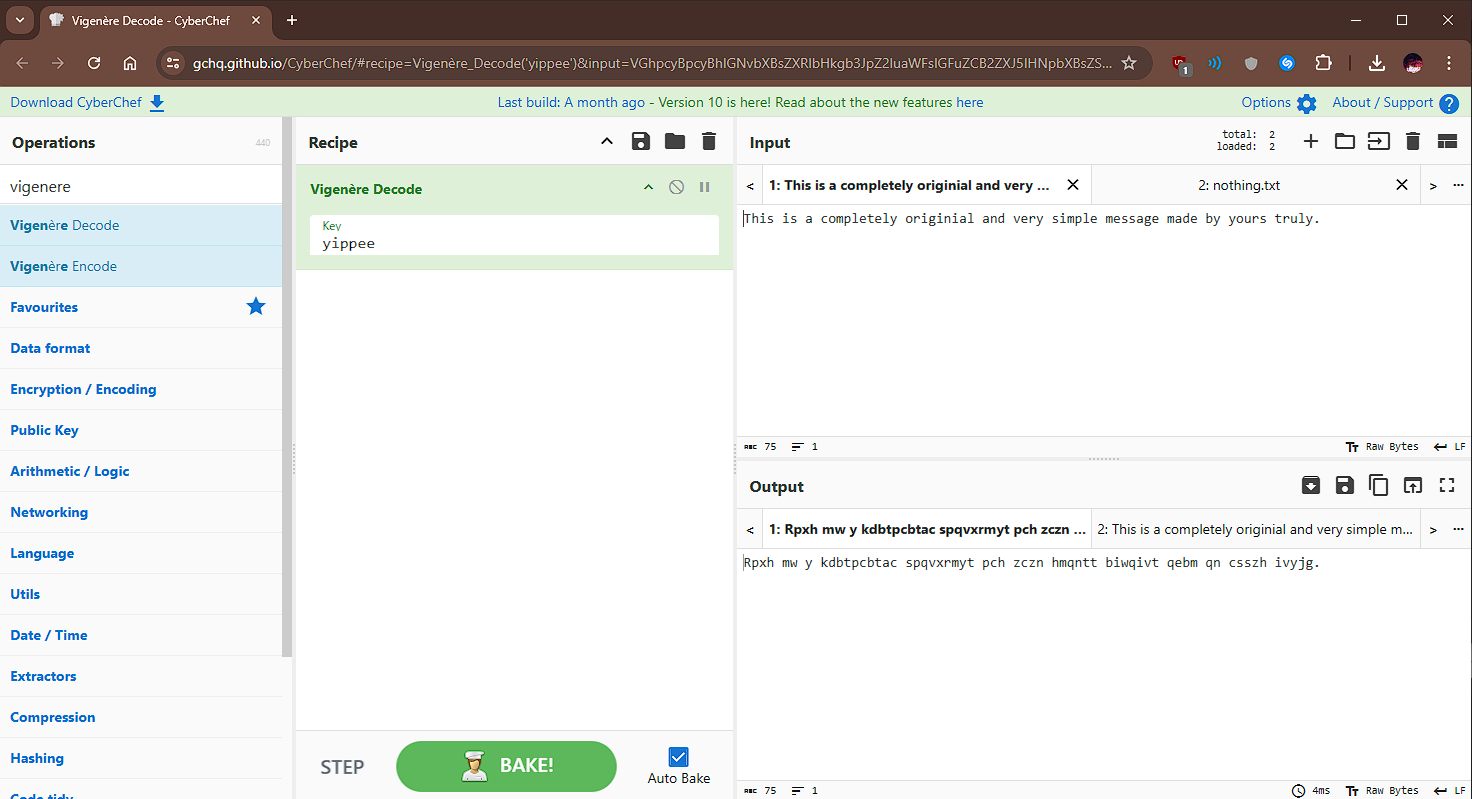 Vigenère Decode - CyberChef
gchq.github.io/CyberChef/#recipe=Vigenère_Decode('yippee')&input=VGhpcyBpcyBhIGNvbXBsZXRlbHkgb3JpZ2luaWFsIGFuZCB2ZXJ5IHNpbXBsZS...
1
Download CyberChef
Last build: A month ago - Version 10 is here! Read about the new features here
Options
About / Support
?
Operations
440
Recipe
Input
total: 2
loaded: 2
vigenere
Vigenère Decode
< 1: This is a completely originial and very ...
2: nothing.txt
> ...
Key
yippee
This is a completely originial and very simple message made by yours truly.
Vigenère Decode
Vigenère Encode
Favourites
Data format
Encryption / Encoding
Public Key
Arithmetic / Logic
Networking
Language
Utils
Date / Time
Extractors
Compression
Hashing
Code tidy
ABC 75 1
Raw Bytes LF
Output
< 1: Rpxh mw y kdbtpcbtac spqvxrmyt pch zczn ...
2: This is a completely originial and very simple m...
> ...
Rpxh mw y kdbtpcbtac spqvxrmyt pch zczn hmqntt biwqivt qebm qn csszh ivyjg.
STEP
BAKE!
Auto Bake
ABC 75 1
4ms Raw Bytes LF